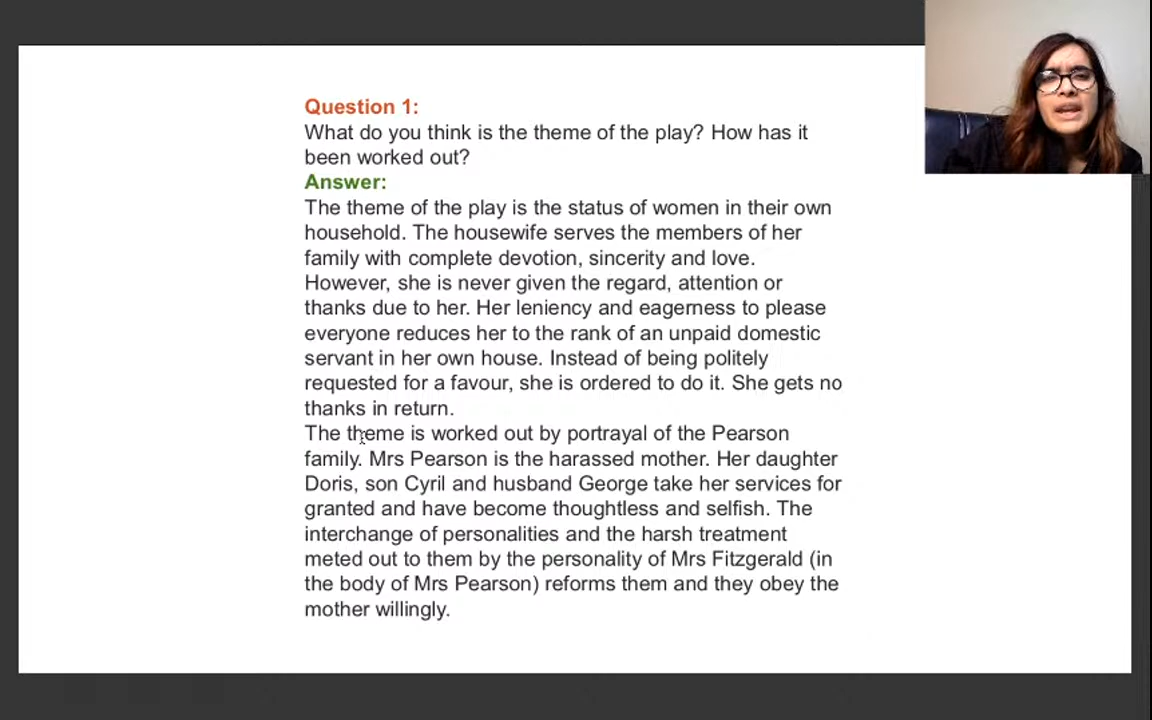 Question 1:
What do you think is the theme of the play? How has it
been worked out?
Answer:
The theme of the play is the status of women in their own
household. The housewife serves the members of her
family with complete devotion, sincerity and love.
However, she is never given the regard, attention or
thanks due to her. Her leniency and eagerness to please
everyone reduces her to the rank of an unpaid domestic
servant in her own house. Instead of being politely
requested for a favour, she is ordered to do it. She gets no
thanks in return.
The theme is worked out by portrayal of the Pearson
family. Mrs Pearson is the harassed mother. Her daughter
Doris, son Cyril and husband George take her services for
granted and have become thoughtless and selfish. The
interchange of personalities and the harsh treatment
meted out to them by the personality of Mrs Fitzgerald (in
the body of Mrs Pearson) reforms them and they obey the
mother willingly.